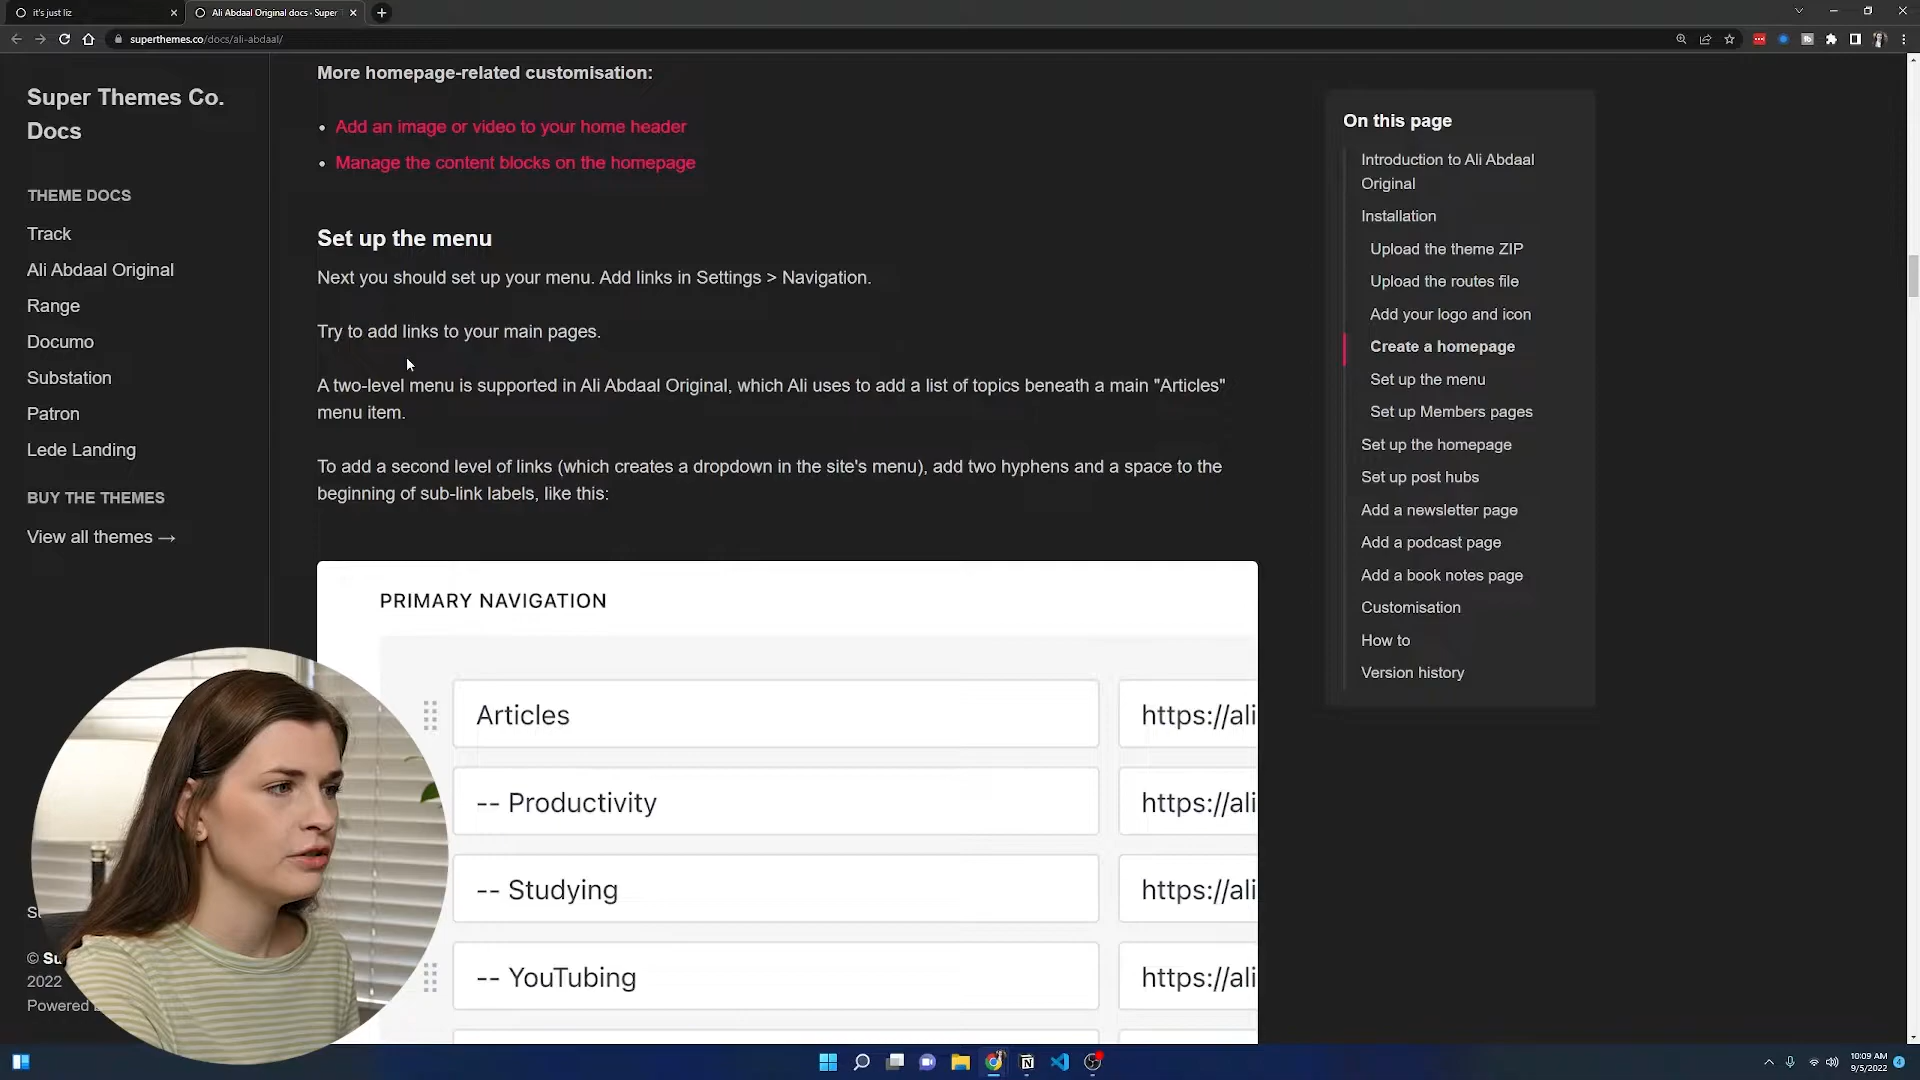 it's just liz
Ali Abdaal Original docs - Super
superthemes.co/docs/ali-abdaal/
Super Themes Co.
Docs
THEME DOCS
Track
Ali Abdaal Original
Range
Documo
Substation
Patron
Lede Landing
BUY THE THEMES
View all themes →
2022
Powered
More homepage-related customisation:
• Add an image or video to your home header
• Manage the content blocks on the homepage
Set up the menu
Next you should set up your menu. Add links in Settings > Navigation.
Try to add links to your main pages.
A two-level menu is supported in Ali Abdaal Original, which Ali uses to add a list of topics beneath a main "Articles"
menu item.
To add a second level of links (which creates a dropdown in the site's menu), add two hyphens and a space to the
beginning of sub-link labels, like this:
PRIMARY NAVIGATION
Articles https://ali
-- Productivity https://ali
-- Studying https://ali
-- YouTubing https://ali
On this page
Introduction to Ali Abdaal
Original
Installation
Upload the theme ZIP
Upload the routes file
Add your logo and icon
Create a homepage
Set up the menu
Set up Members pages
Set up the homepage
Set up post hubs
Add a newsletter page
Add a podcast page
Add a book notes page
Customisation
How to
Version history
10:09 AM
9/5/2022